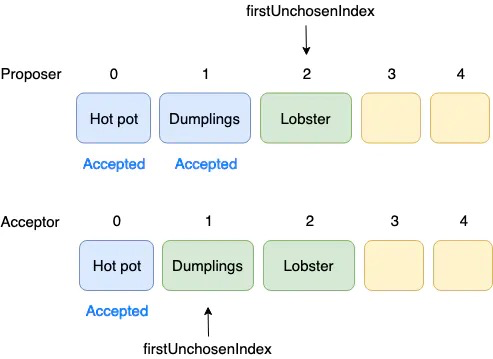 firstUnchosenIndex
Proposer 0 1 2 3 4
Hot pot Dumplings Lobster
Accepted Accepted
Acceptor 0 1 2 3 4
Hot pot Dumplings Lobster
Accepted
firstUnchosenIndex